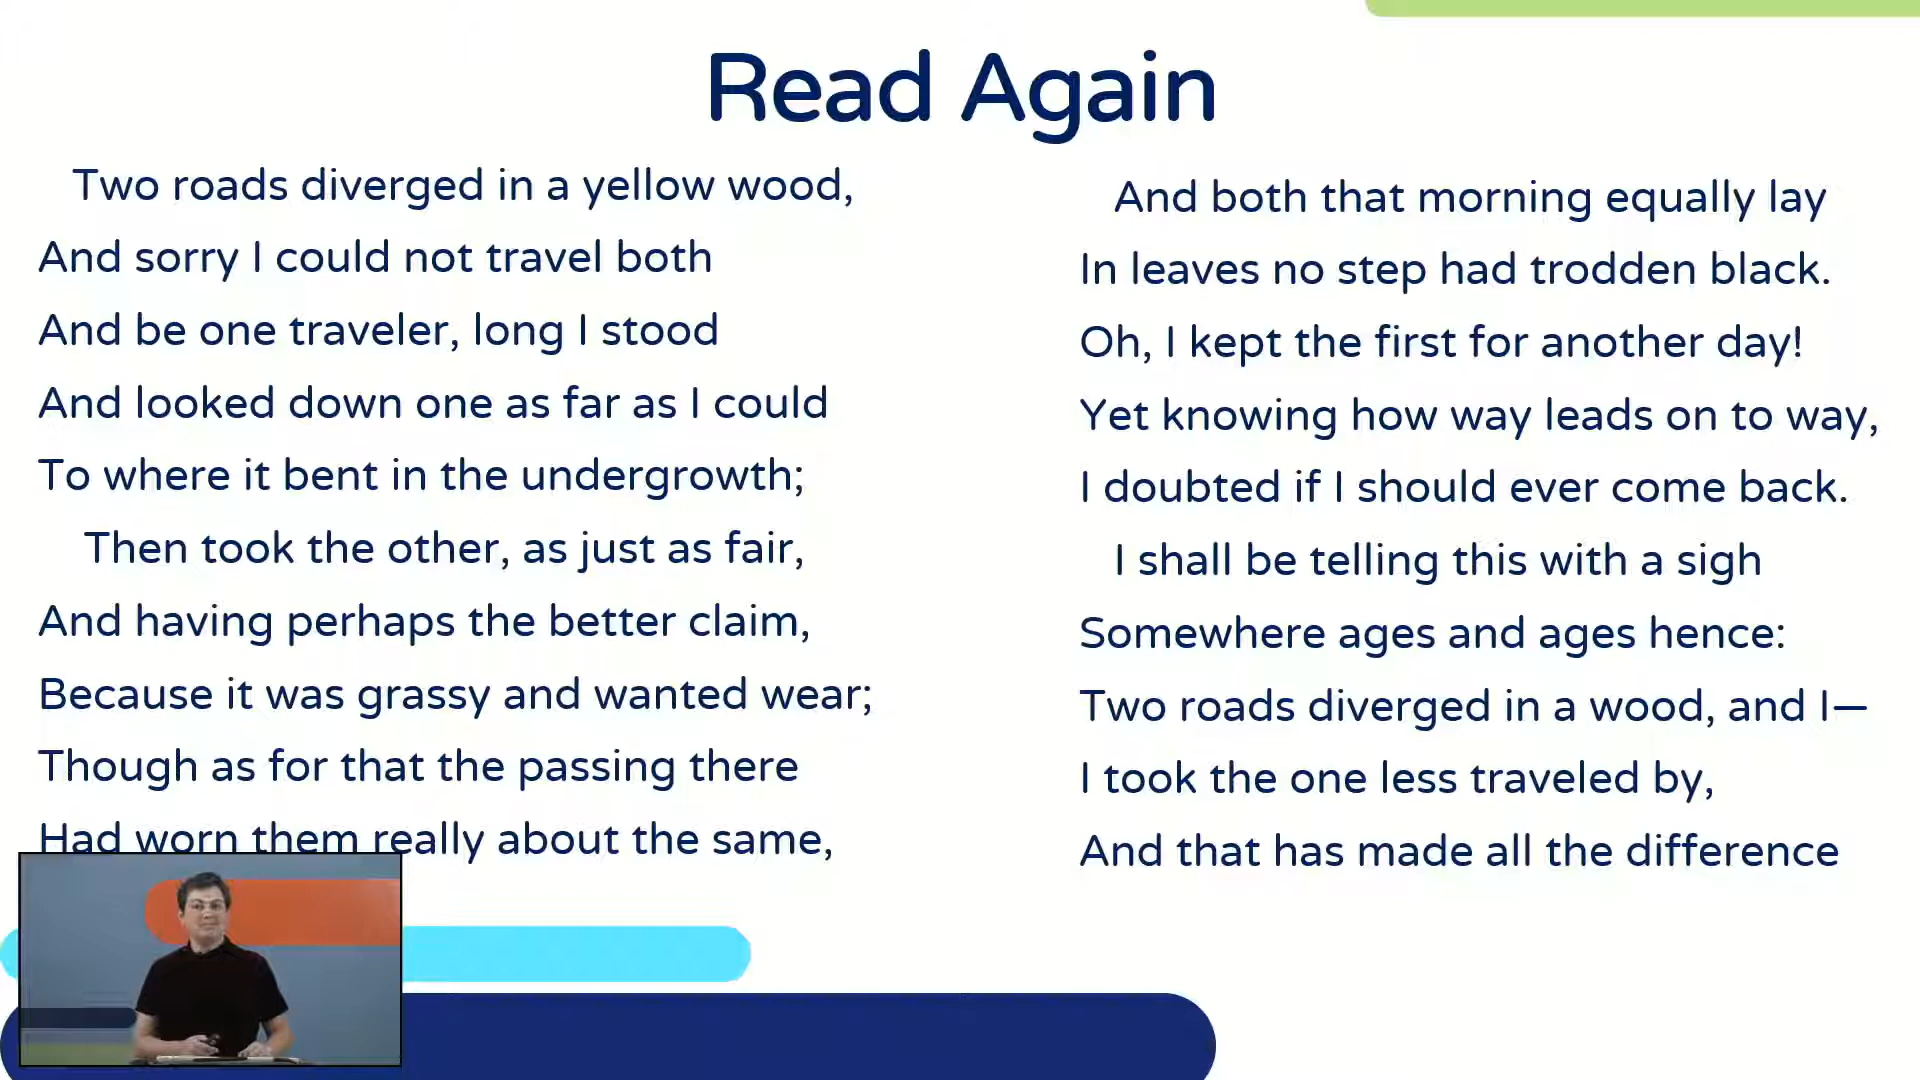 Read Again
Two roads diverged in a yellow wood,
And sorry I could not travel both
And be one traveler, long I stood
And looked down one as far as I could
To where it bent in the undergrowth;
Then took the other, as just as fair,
And having perhaps the better claim,
Because it was grassy and wanted wear;
Though as for that the passing there
Had worn them really about the same,
And both that morning equally lay
In leaves no step had trodden black.
Oh, I kept the first for another day!
Yet knowing how way leads on to way,
I doubted if I should ever come back.
I shall be telling this with a sigh
Somewhere ages and ages hence:
Two roads diverged in a wood, and I—
I took the one less traveled by,
And that has made all the difference